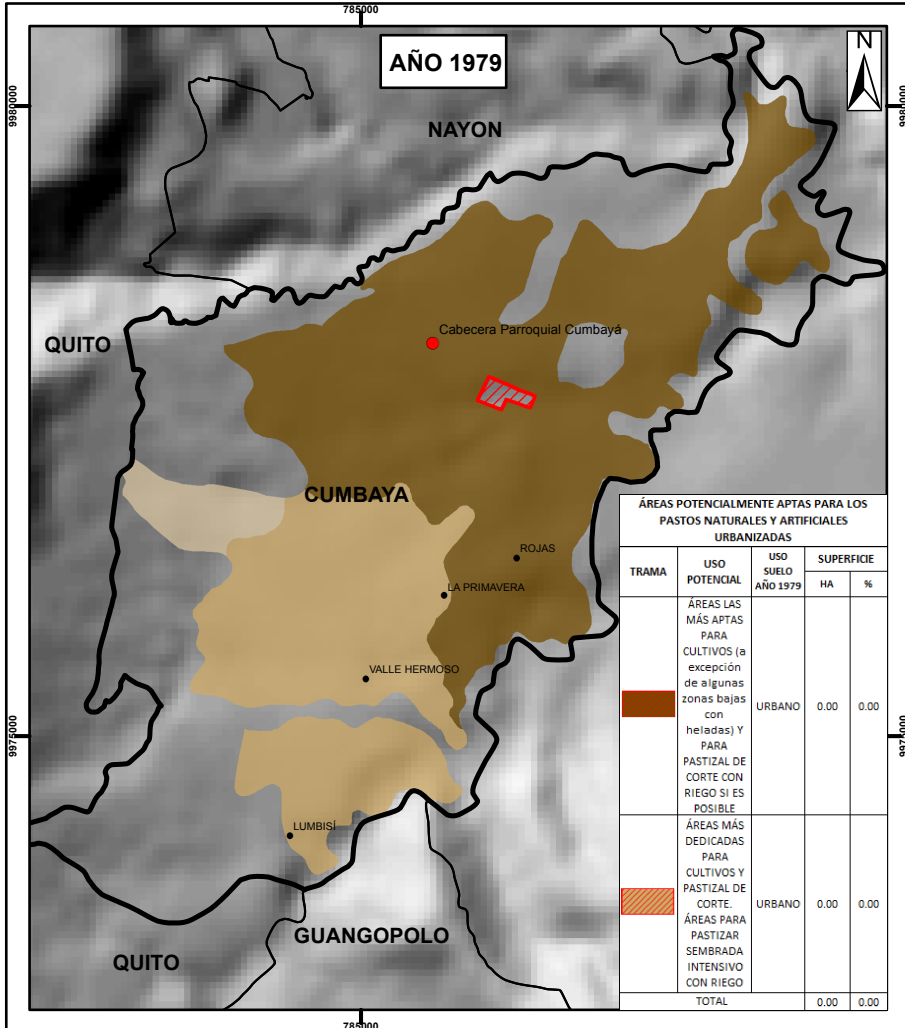 785000
AÑO 1979
N
9980000
9980000
NAYON
QUITO
Cabecera Parroquial Cumbayá
CUMBAYA
ROJAS
LA PRIMAVERA
VALLE HERMOSO
LUMBISÍ
GUANGOPOLO
QUITO
9975000
9975000
785000
ÁREAS POTENCIALMENTE APTAS PARA LOS
PASTOS NATURALES Y ARTIFICIALES
URBANIZADAS
TRAMA
USO
POTENCIAL
USO
SUELO
AÑO 1979
SUPERFICIE
HA
%
ÁREAS LAS
MÁS APTAS
PARA
CULTIVOS (a
excepción
de algunas
zonas bajas
con
heladas) Y
PARA
PASTIZAL DE
CORTE CON
RIEGO SI ES
POSIBLE
URBANO
0.00
0.00
ÁREAS MÁS
DEDICADAS
PARA
CULTIVOS Y
PASTIZAL DE
CORTE.
ÁREAS PARA
PASTIZAR
SEMBRADA
INTENSIVO
CON RIEGO
URBANO
0.00
0.00
TOTAL
0.00
0.00